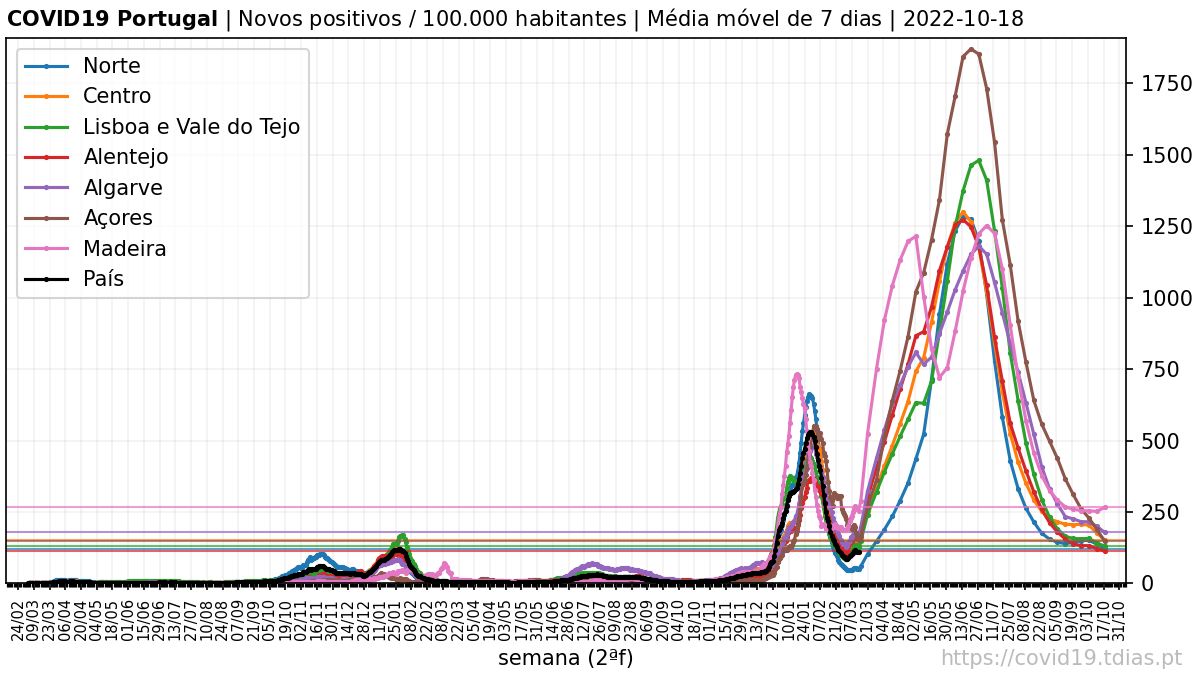 COVID19 Portugal | Novos positivos / 100.000 habitantes | Média móvel de 7 dias | 2022-10-18
Norte
Centro
Lisboa e Vale do Tejo
Alentejo
Algarve
Açores
Madeira
País
1750
1500
1250
1000
750
500
250
0
24/02 09/03 23/03 06/04 20/04 04/05 18/05 01/06 15/06 29/06 13/07 27/07 10/08 24/08 07/09 21/09 05/10 19/10 02/11 16/11 30/11 14/12 28/12 11/01 25/01 08/02 22/02 08/03 22/03 05/04 19/04 03/05 17/05 31/05 14/06 28/06 12/07 26/07 09/08 23/08 06/09 20/09 04/10 18/10 01/11 15/11 29/11 13/12 27/12 10/01 24/01 07/02 21/02 07/03 21/03 04/04 18/04 02/05 16/05 30/05 13/06 27/06 11/07 25/07 08/08 22/08 05/09 19/09 03/10 17/10 31/10
semana (2ªf)
https://covid19.tdias.pt